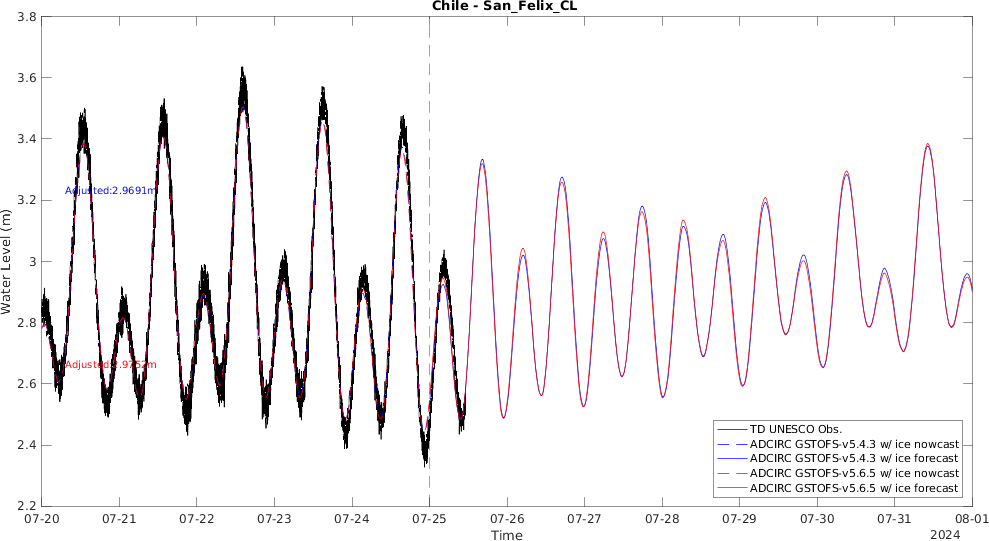 Chile - San_Felix_CL
3.8
3.6
3.4
3.2
3
2.8
2.6
2.4
2.2
Water Level (m)
Adjusted:2.9691m
TD UNESCO Obs.
ADCIRC GSTOFS-v5.4.3 w/ ice nowcast
ADCIRC GSTOFS-v5.4.3 w/ ice forecast
ADCIRC GSTOFS-v5.6.5 w/ ice nowcast
ADCIRC GSTOFS-v5.6.5 w/ ice forecast
07-20 07-21 07-22 07-23 07-24 07-25 07-26 07-27 07-28 07-29 07-30 07-31 08-01
Time
2024